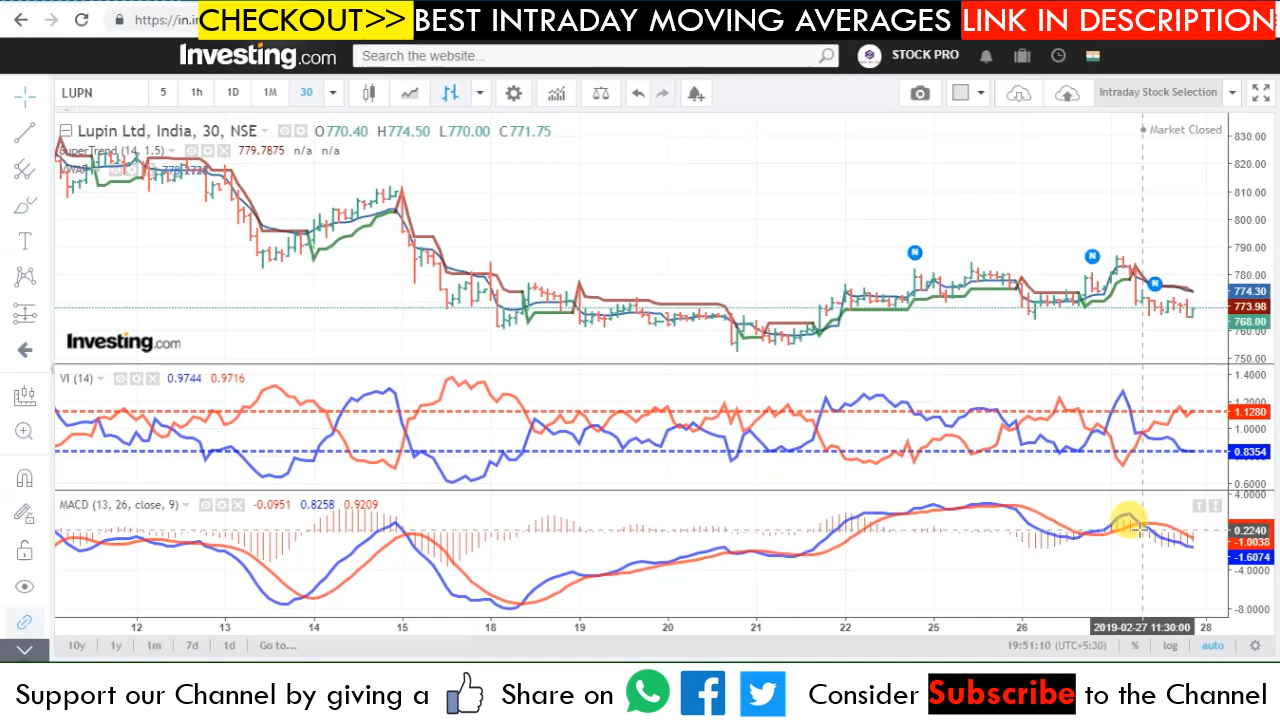 https://in.in
CHECKOUT>> BEST INTRADAY MOVING AVERAGES LINK IN DESCRIPTION
Investing.com Search the website... STOCK PRO
LUPN 5 1h 1D 1M 30 Intraday Stock Selection
Lupin Ltd, India, 30, NSE O770.40 H774.50 L770.00 C771.75
Market Closed
SuperTrend (14, 1.5) 779.7875 n/a n/a
VWAP
N N N
830.00
820.00
810.00
800.00
790.00
780.00
774.30
773.98
768.00
760.00
750.00
Investing.com
VI (14) 0.9744 0.9716
1.4000
1.1280
1.0000
0.8354
0.6000
MACD (13, 26, close, 9) -0.0951 0.8258 0.9209
4.0000
0.2240
-1.0038
-1.6074
-4.0000
-8.0000
12 13 14 15 18 19 20 21 22 25 26 2019-02-27 11:30:00 28
10y 1y 1m 7d 1d Go to... 19:51:10 (UTC+5:30) % log auto
Support our Channel by giving a Share on Consider Subscribe to the Channel